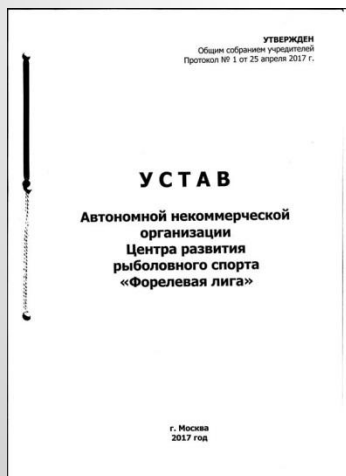 УТВЕРЖДЕН
Общим собранием учредителей
Протокол № 1 от 25 апреля 2017 г.
УСТАВ
Автономной некоммерческой
организации
Центра развития
рыболовного спорта
«Форелевая лига»
г. Москва
2017 год